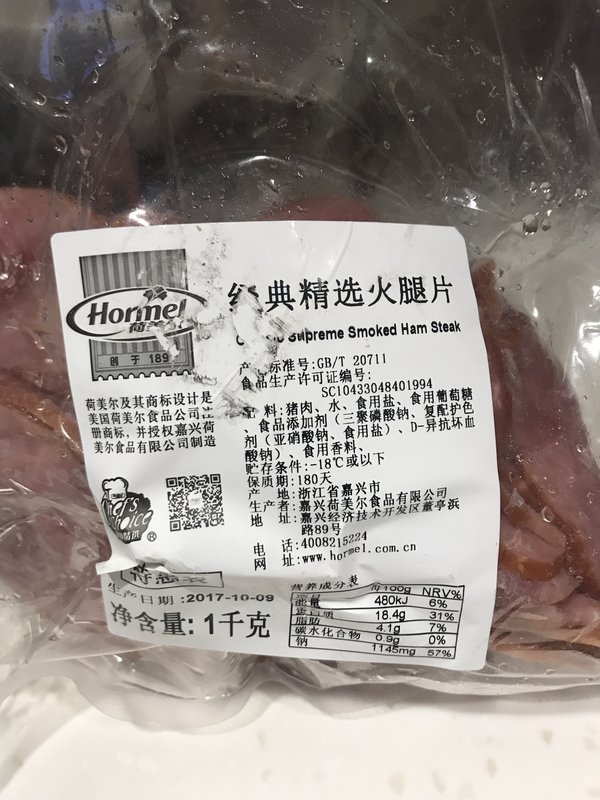 Hormel
荷美尔
创于 189
典精选火腿片
Supreme Smoked Ham Steak
标准号:GB/T 20711
食品生产许可证编号:
SC10433048401994
料:猪肉、水、食用盐、食用葡萄糖
、食品添加剂（三聚磷酸钠、复配护色
剂（亚硝酸钠、食用盐）、D-异抗坏血
酸钠）、食用香料、
贮存条件:-18℃或以下
保质期:180天
产 地:浙江省嘉兴市
生产者:嘉兴荷美尔食品有限公司
地 址:嘉兴经济技术开发区董亭浜
路89号
电 话:4008215224
网 址:www.hormel.com.cn
荷美尔及其商标设计是
美国荷美尔食品公司注
册商标，并授权嘉兴荷
美尔食品有限公司制造
精选 ®
生产日期:2017-10-09
净含量:1千克
营养成分表 每100g NRV%
能量 480kJ 6%
蛋白质 18.4g 31%
脂肪 4.1g 7%
碳水化合物 0.9g 0%
钠 1145mg 57%